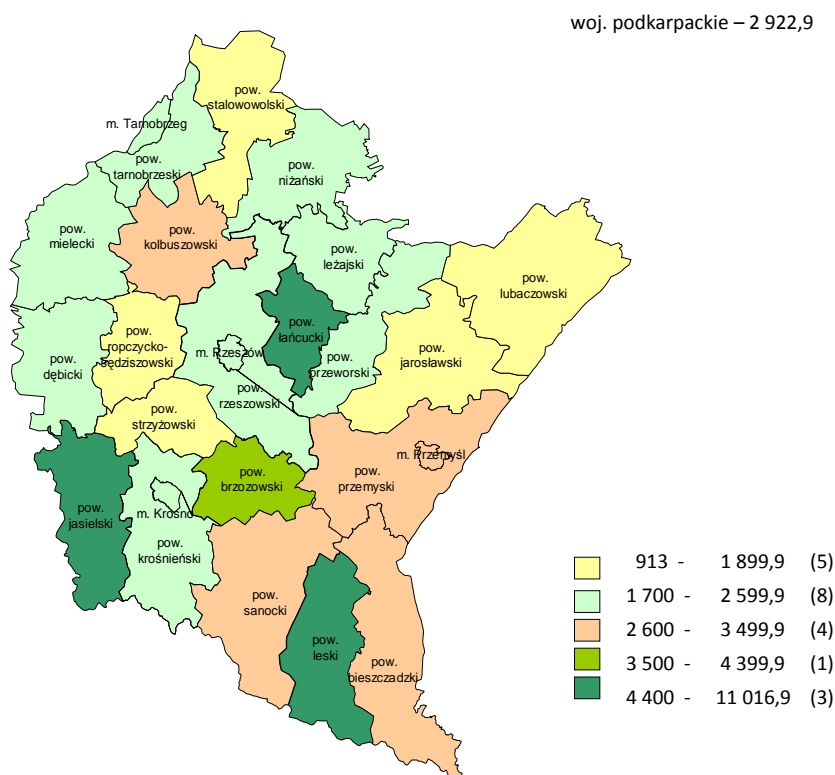 woj. podkarpackie – 2 922,9
pow.
stalowowolski
m. Tarnobrzeg
pow.
tarnobrzeski
pow.
niżański
pow.
mielecki
pow.
kolbuszowski
pow.
leżajski
pow.
lubaczowski
pow.
ropczycko-
sędziszowski
m. Rzeszów
pow.
łańcucki
pow.
przeworski
pow.
jarosławski
pow.
dębicki
pow.
rzeszowski
pow.
strzyżowski
m. Przemyśl
pow.
przemyski
pow.
brzozowski
pow.
jasielski
m. Krosno
pow.
krośnieński
pow.
sanocki
pow.
leski
pow.
bieszczadzki
913 - 1 899,9 (5)
1 700 - 2 599,9 (8)
2 600 - 3 499,9 (4)
3 500 - 4 399,9 (1)
4 400 - 11 016,9 (3)